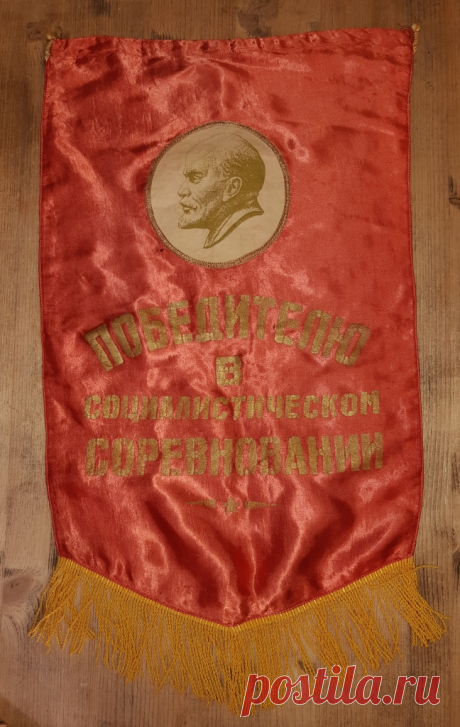 ПОБЕДИТЕЛЮ
В
СОЦИАЛИСТИЧЕСКОМ
СОРЕВНОВАНИИ
postila.ru